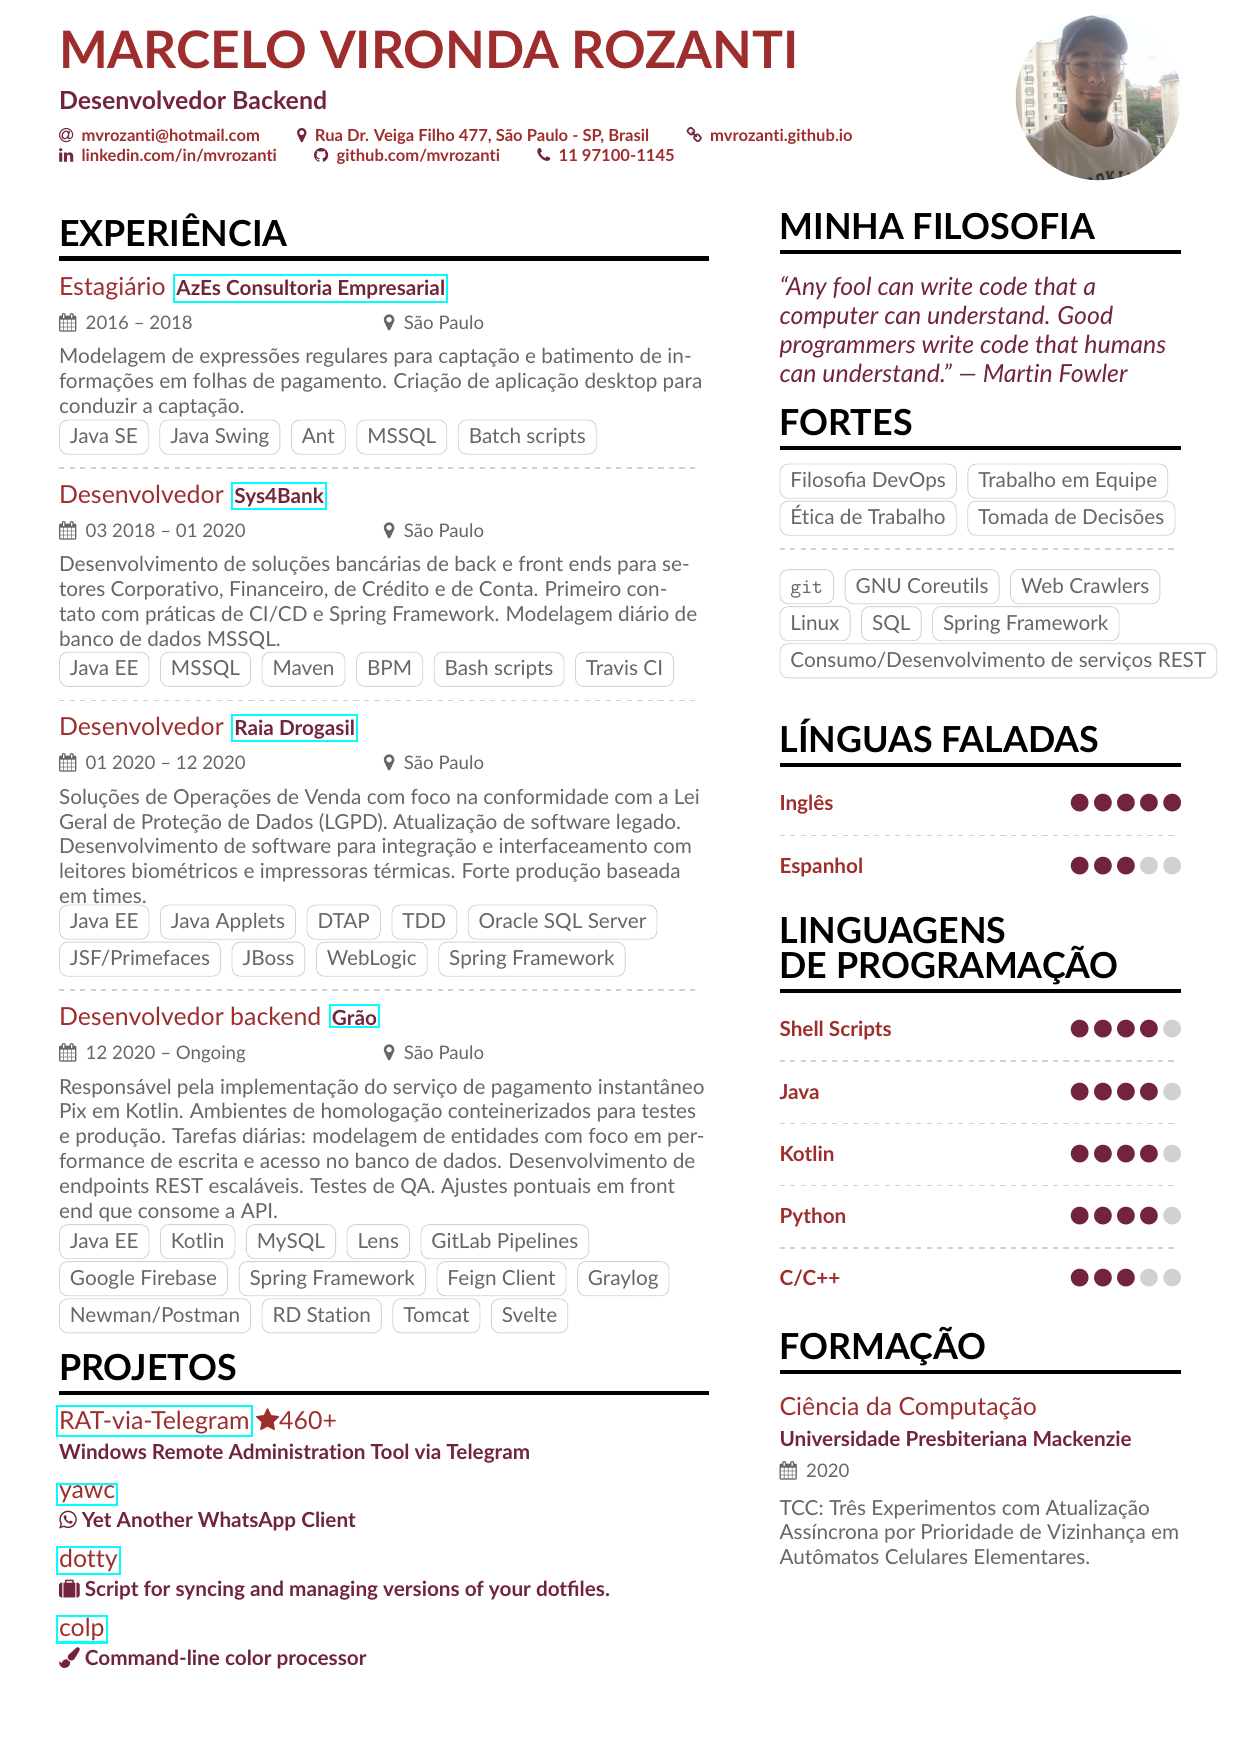 MARCELO VIRONDA ROZANTI
Desenvolvedor Backend
mvrozanti@hotmail.com Rua Dr. Veiga Filho 477, São Paulo - SP, Brasil mvrozanti.github.io
linkedin.com/in/mvrozanti github.com/mvrozanti 11 97100-1145
EXPERIÊNCIA
Estagiário AzEs Consultoria Empresarial
2016 – 2018 São Paulo
Modelagem de expressões regulares para captação e batimento de in-
formações em folhas de pagamento. Criação de aplicação desktop para
conduzir a captação.
Java SE Java Swing Ant MSSQL Batch scripts
Desenvolvedor Sys4Bank
03 2018 – 01 2020 São Paulo
Desenvolvimento de soluções bancárias de back e front ends para se-
tores Corporativo, Financeiro, de Crédito e de Conta. Primeiro con-
tato com práticas de CI/CD e Spring Framework. Modelagem diário de
banco de dados MSSQL.
Java EE MSSQL Maven BPM Bash scripts Travis CI
Desenvolvedor Raia Drogasil
01 2020 – 12 2020 São Paulo
Soluções de Operações de Venda com foco na conformidade com a Lei
Geral de Proteção de Dados (LGPD). Atualização de software legado.
Desenvolvimento de software para integração e interfaceamento com
leitores biométricos e impressoras térmicas. Forte produção baseada
em times.
Java EE Java Applets DTAP TDD Oracle SQL Server
JSF/Primefaces JBoss WebLogic Spring Framework
Desenvolvedor backend Grão
12 2020 – Ongoing São Paulo
Responsável pela implementação do serviço de pagamento instantâneo
Pix em Kotlin. Ambientes de homologação conteinerizados para testes
e produção. Tarefas diárias: modelagem de entidades com foco em per-
formance de escrita e acesso no banco de dados. Desenvolvimento de
endpoints REST escaláveis. Testes de QA. Ajustes pontuais em front
end que consome a API.
Java EE Kotlin MySQL Lens GitLab Pipelines
Google Firebase Spring Framework Feign Client Graylog
Newman/Postman RD Station Tomcat Svelte
PROJETOS
RAT-via-Telegram 460+
Windows Remote Administration Tool via Telegram
yawc
Yet Another WhatsApp Client
dotty
Script for syncing and managing versions of your dotfiles.
colp
Command-line color processor
MINHA FILOSOFIA
“Any fool can write code that a
computer can understand. Good
programmers write code that humans
can understand.” — Martin Fowler
FORTES
Filosofia DevOps Trabalho em Equipe
Ética de Trabalho Tomada de Decisões
git GNU Coreutils Web Crawlers
Linux SQL Spring Framework
Consumo/Desenvolvimento de serviços REST
LÍNGUAS FALADAS
Inglês
Espanhol
LINGUAGENS
DE PROGRAMAÇÃO
Shell Scripts
Java
Kotlin
Python
C/C++
FORMAÇÃO
Ciência da Computação
Universidade Presbiteriana Mackenzie
2020
TCC: Três Experimentos com Atualização
Assíncrona por Prioridade de Vizinhança em
Autômatos Celulares Elementares.